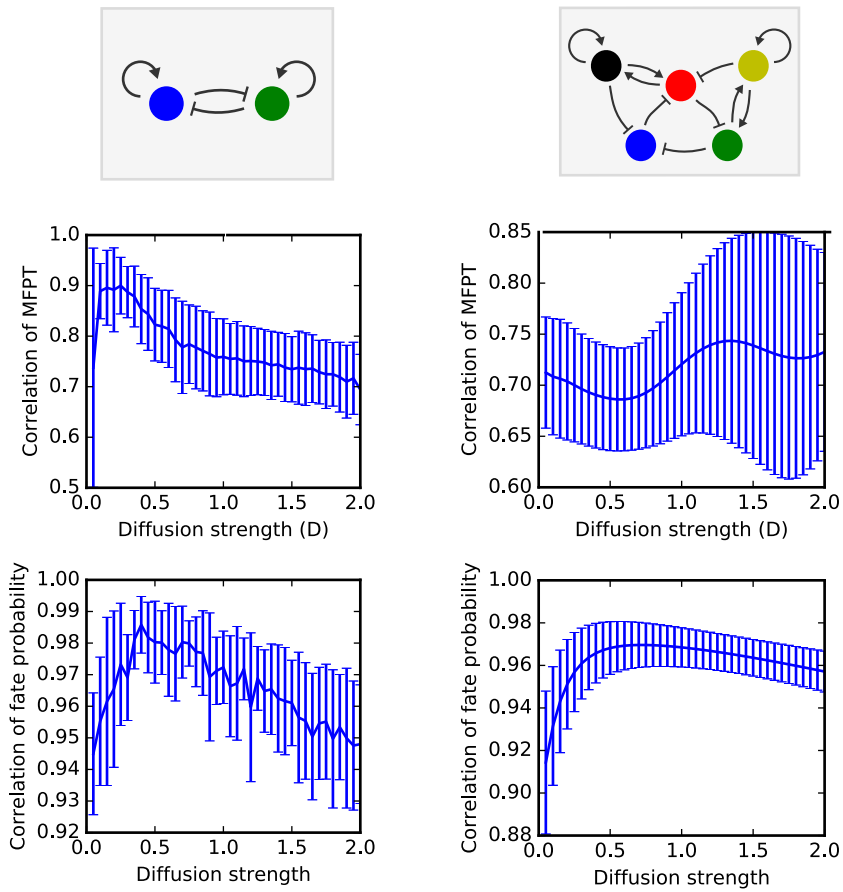 Correlation of MFPT
1.0
0.9
0.8
0.7
0.6
0.5
0.0 0.5 1.0 1.5 2.0
Diffusion strength (D)
Correlation of MFPT
0.85
0.80
0.75
0.70
0.65
0.60
0.0 0.5 1.0 1.5 2.0
Diffusion strength (D)
Correlation of fate probability
1.00
0.99
0.98
0.97
0.96
0.95
0.94
0.93
0.92
0.0 0.5 1.0 1.5 2.0
Diffusion strength
Correlation of fate probability
1.00
0.98
0.96
0.94
0.92
0.90
0.88
0.0 0.5 1.0 1.5 2.0
Diffusion strength